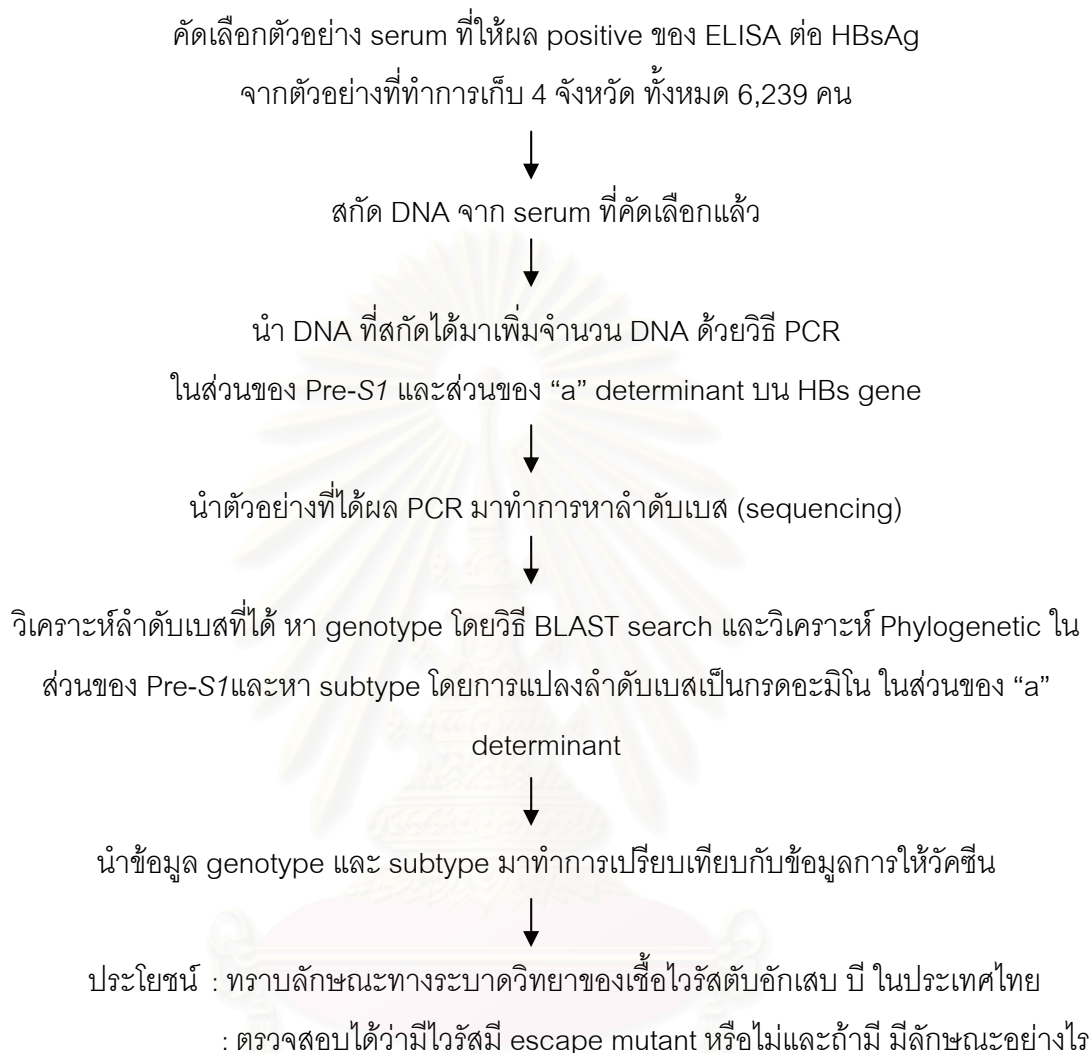 คัดเลือกตัวอย่าง serum ที่ให้ผล positive ของ ELISA ต่อ HBsAg
จากตัวอย่างที่ทำการเก็บ 4 จังหวัด ทั้งหมด 6,239 คน
สกัด DNA จาก serum ที่คัดเลือกแล้ว
นำ DNA ที่สกัดได้มาเพิ่มจำนวน DNA ด้วยวิธี PCR
ในส่วนของ Pre-S1 และส่วนของ “a” determinant บน HBs gene
นำตัวอย่างที่ได้ผล PCR มาทำการหาลำดับเบส (sequencing)
วิเคราะห์ลำดับเบสที่ได้ หา genotype โดยวิธี BLAST search และวิเคราะห์ Phylogenetic ใน
ส่วนของ Pre-S1และหา subtype โดยการแปลงลำดับเบสเป็นกรดอะมิโน ในส่วนของ “a”
determinant
นำข้อมูล genotype และ subtype มาทำการเปรียบเทียบกับข้อมูลการให้วัคซีน
ประโยชน์ : ทราบลักษณะทางระบาดวิทยาของเชื้อไวรัสตับอักเสบ บี ในประเทศไทย
: ตรวจสอบได้ว่ามีไวรัสมี escape mutant หรือไม่และถ้ามี มีลักษณะอย่างไร